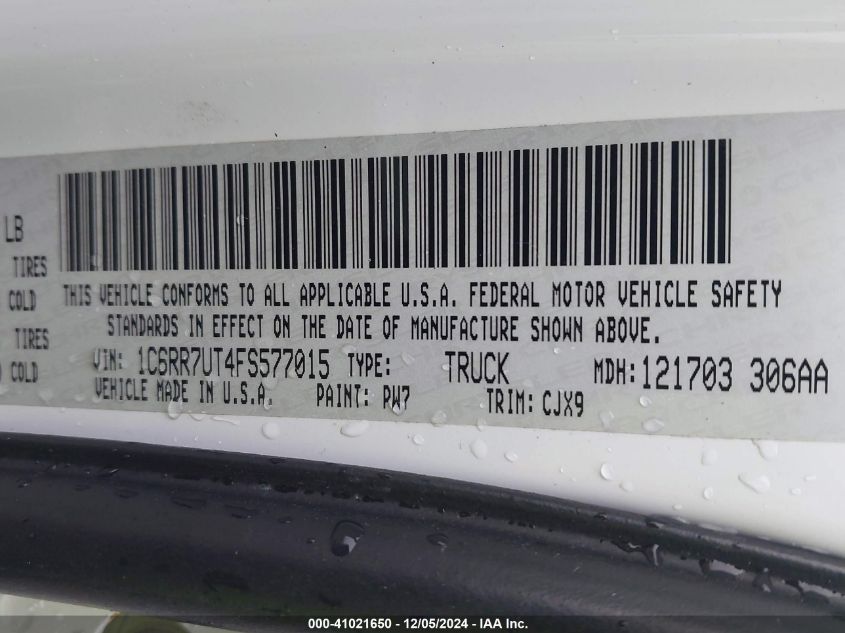 LB
TIRES
COLD
TIRES
COLD
THIS VEHICLE CONFORMS TO ALL APPLICABLE U.S.A. FEDERAL MOTOR VEHICLE SAFETY
STANDARDS IN EFFECT ON THE DATE OF MANUFACTURE SHOWN ABOVE.
VIN: 1C6RR7UT4FS577015 TYPE: TRUCK MDH:121703 306AA
VEHICLE MADE IN U.S.A. PAINT: PW7 TRIM: CJX9
000-41021650 - 12/05/2024 - IAA Inc.